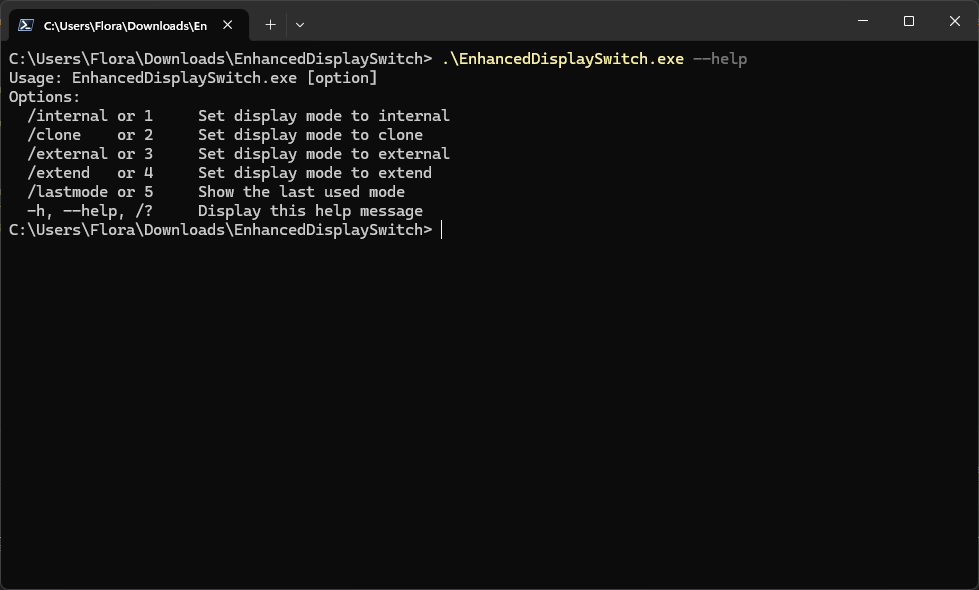 C:\Users\Flora\Downloads\En
C:\Users\Flora\Downloads\EnhancedDisplaySwitch> .\EnhancedDisplaySwitch.exe --help
Usage: EnhancedDisplaySwitch.exe [option]
Options:
  /internal or 1     Set display mode to internal
  /clone    or 2     Set display mode to clone
  /external or 3     Set display mode to external
  /extend   or 4     Set display mode to extend
  /lastmode or 5     Show the last used mode
  -h, --help, /?     Display this help message
C:\Users\Flora\Downloads\EnhancedDisplaySwitch>